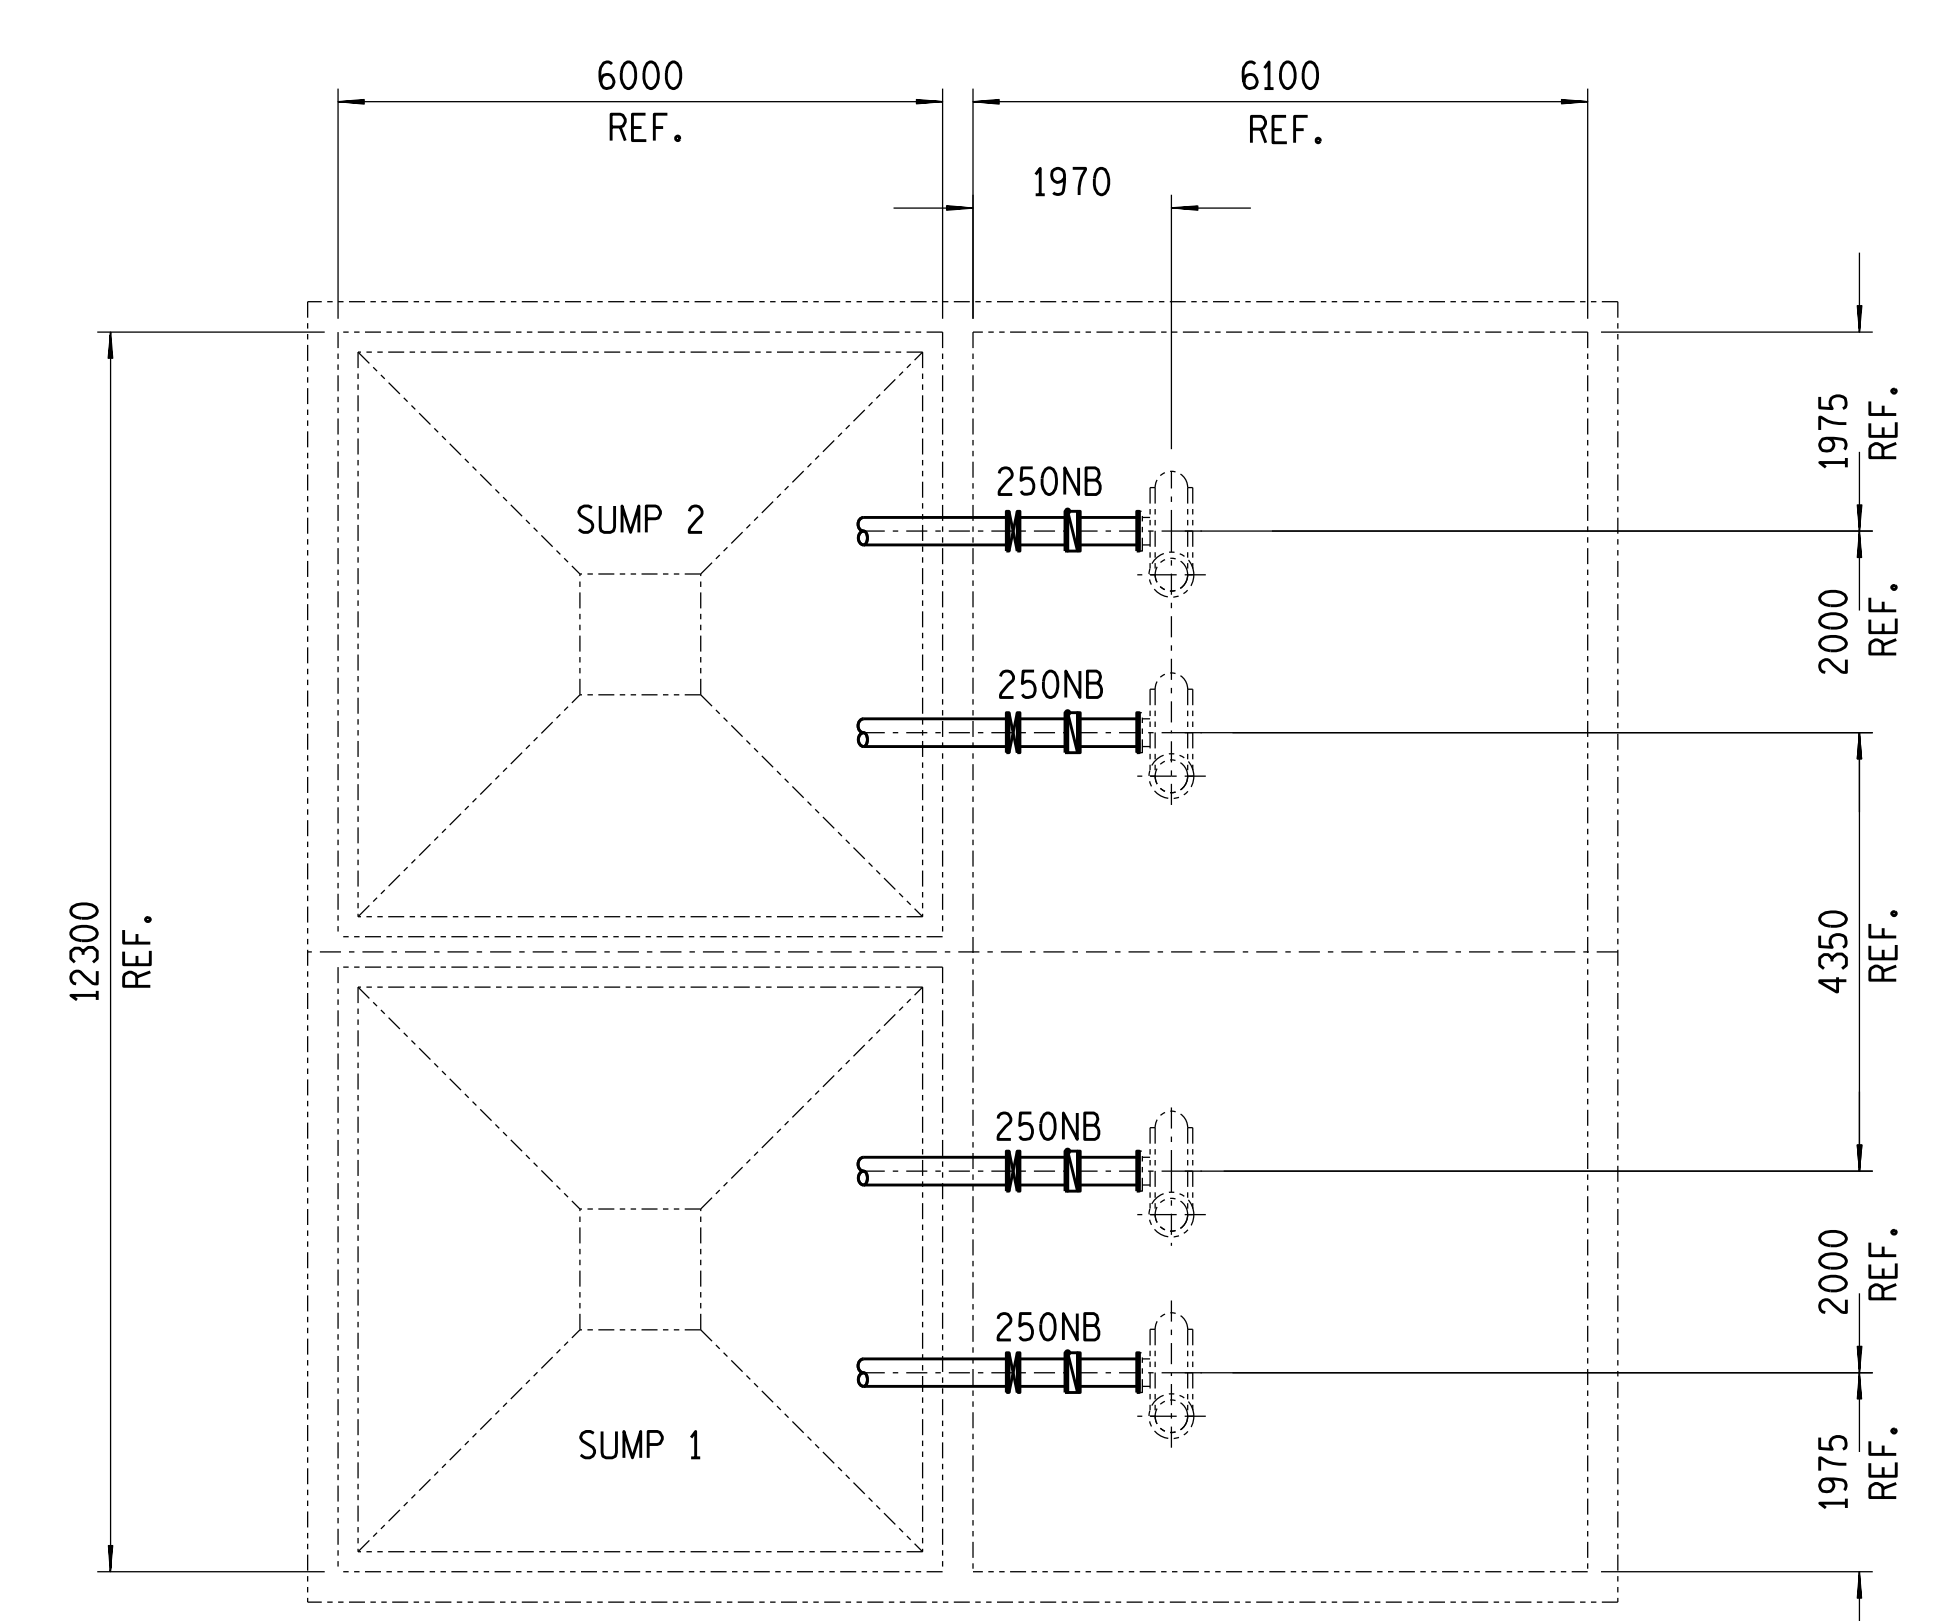 6000
REF.
6100
REF.
1970
1975
REF.
250NB
SUMP 2
2000
REF.
250NB
12300
REF.
4350
REF.
250NB
2000
REF.
250NB
SUMP 1
1975
REF.